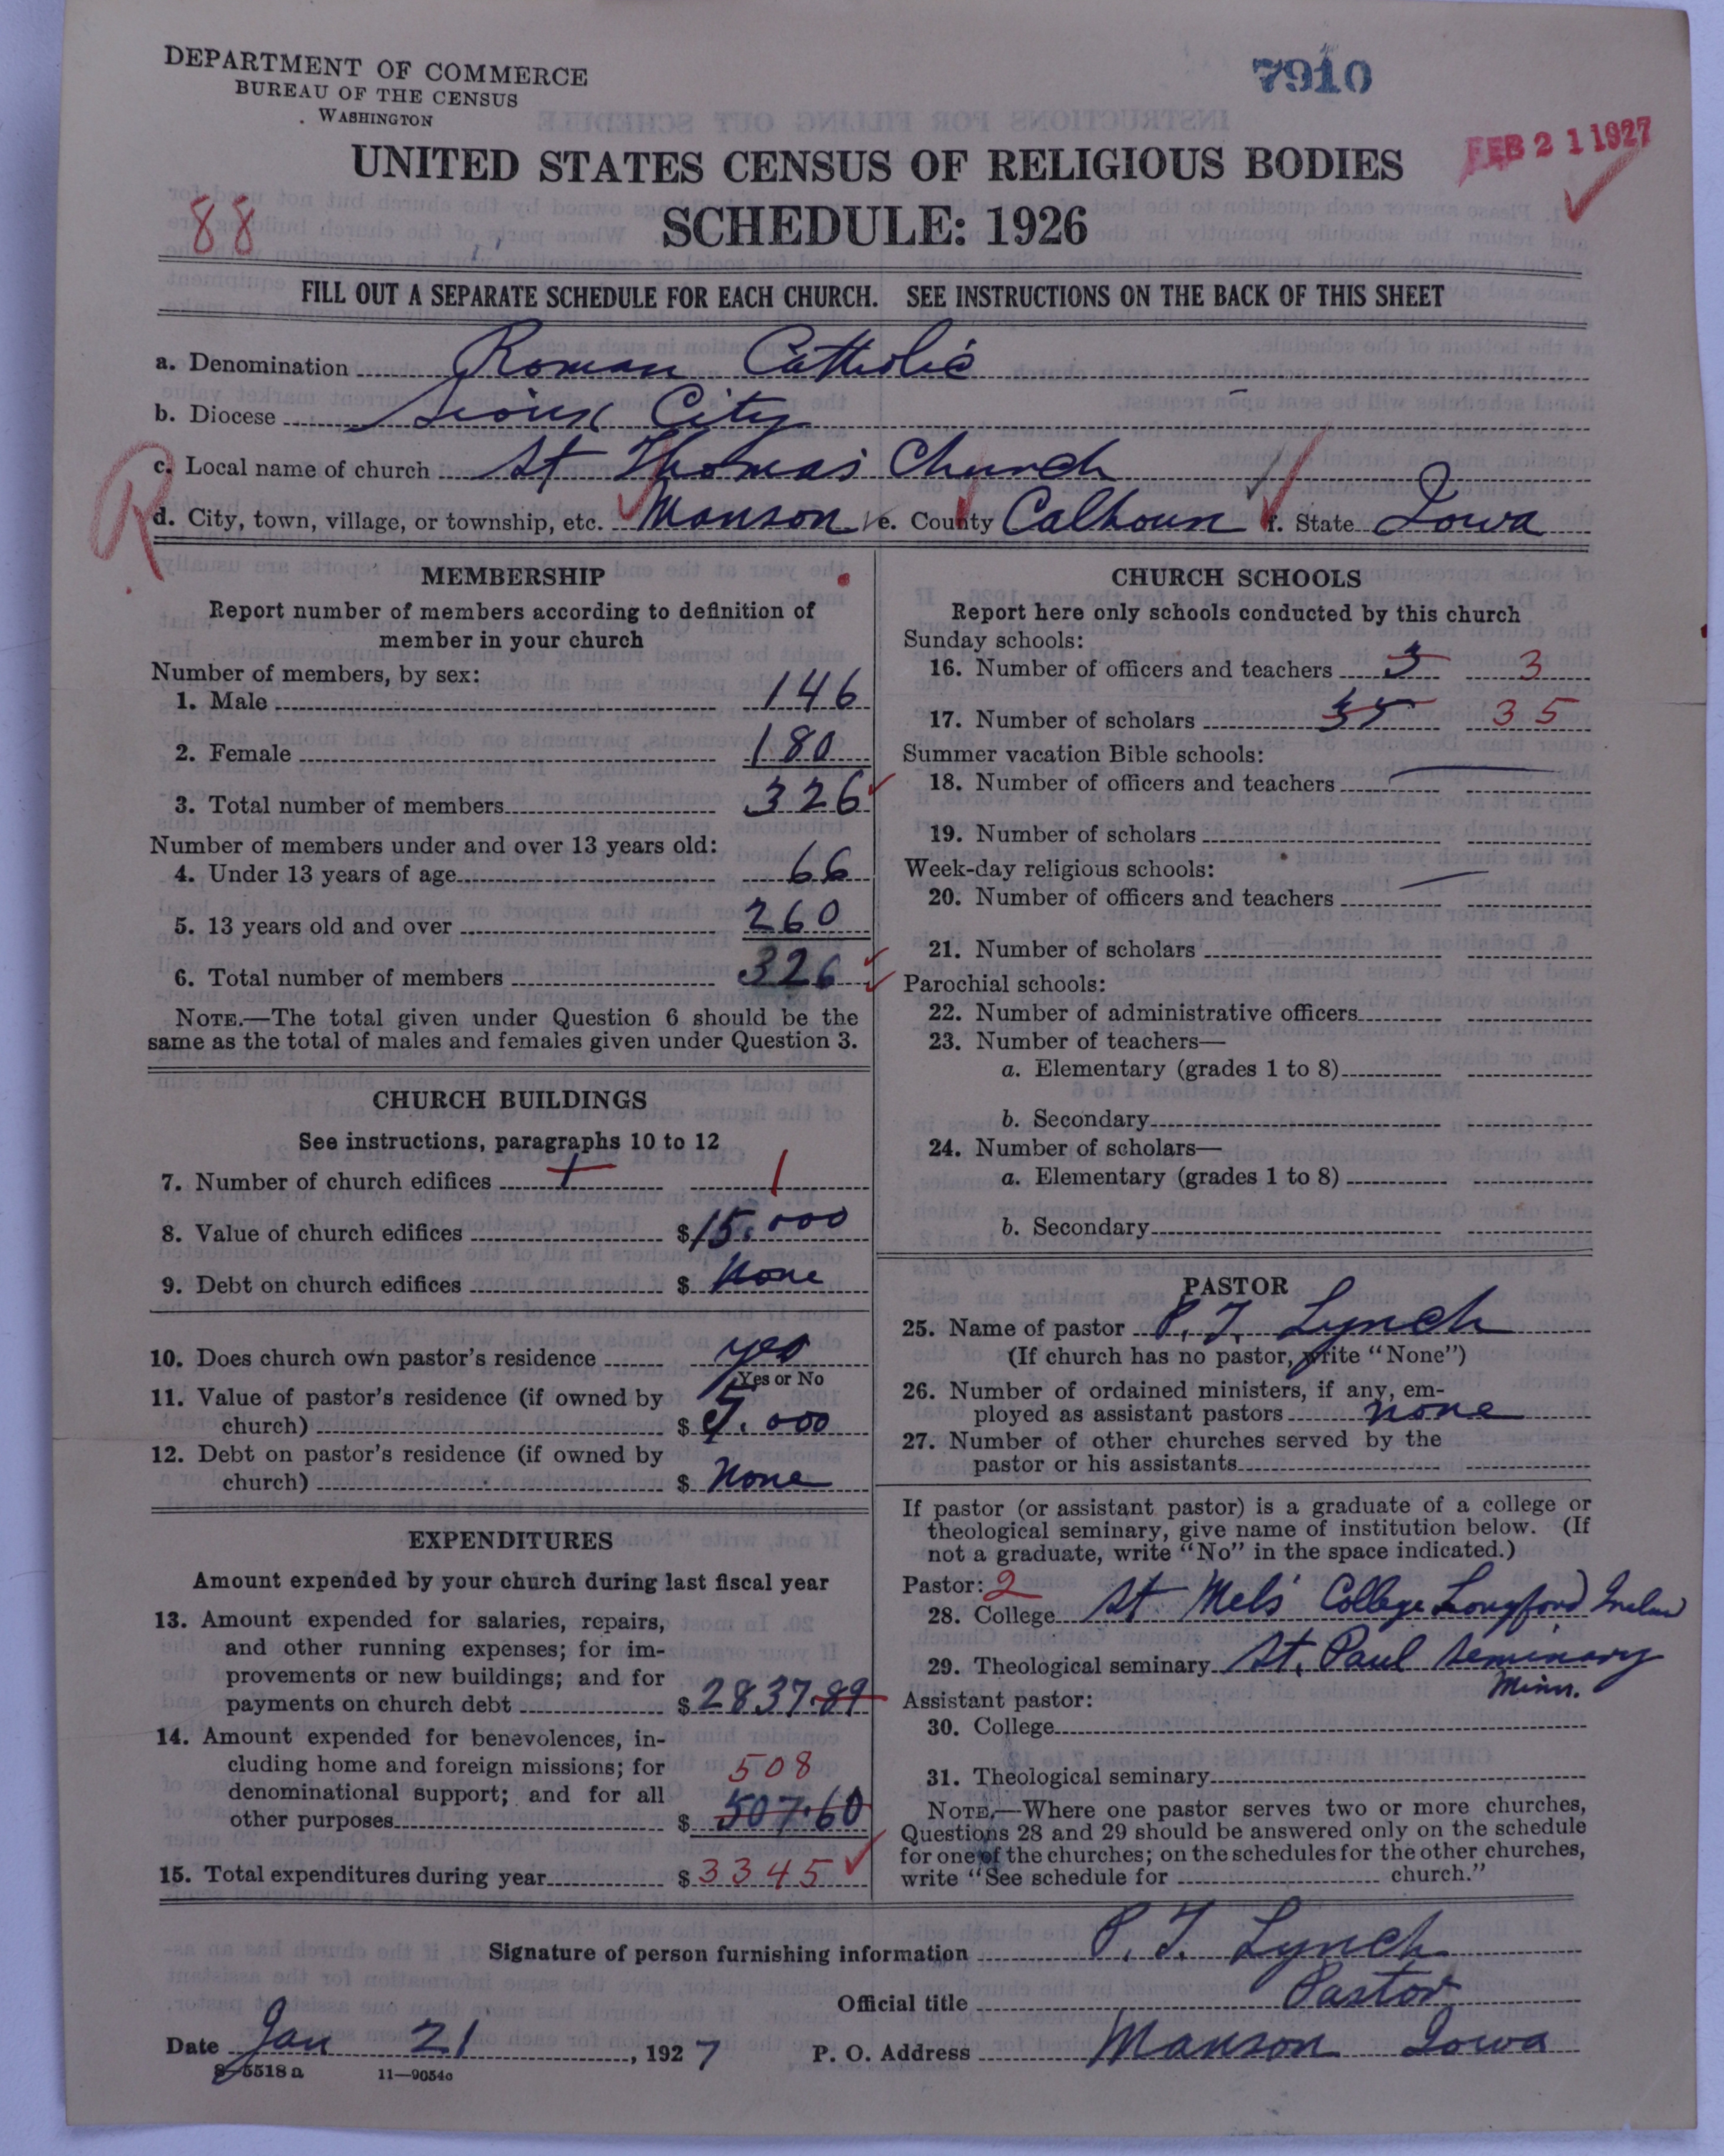 DEPARTMENT OF COMMERCE
BUREAU OF THE CENSUS
WASHINGTON
7910
FEB 21 1927
UNITED STATES CENSUS OF RELIGIOUS BODIES
SCHEDULE: 1926
88
FILL OUT A SEPARATE SCHEDULE FOR EACH CHURCH. SEE INSTRUCTIONS ON THE BACK OF THIS SHEET
a. Denomination Roman Catholic
b. Diocese Sioux City
R
c. Local name of church St Thomas Church
d. City, town, village, or township, etc. Manson e. County Calhoun f. State Iowa
MEMBERSHIP
Report number of members according to definition of
member in your church
Number of members, by sex:
1. Male 146
2. Female 180
3. Total number of members 326
Number of members under and over 13 years old:
4. Under 13 years of age 66
5. 13 years old and over 260
6. Total number of members 326
NOTE.—The total given under Question 6 should be the
same as the total of males and females given under Question 3.
CHURCH BUILDINGS
See instructions, paragraphs 10 to 12
7. Number of church edifices 1 1
8. Value of church edifices $ 15.000
9. Debt on church edifices $ None
10. Does church own pastor's residence yes
Yes or No
11. Value of pastor's residence (if owned by
church) $ 5.000
12. Debt on pastor's residence (if owned by
church) $ None
EXPENDITURES
Amount expended by your church during last fiscal year
13. Amount expended for salaries, repairs,
and other running expenses; for im-
provements or new buildings; and for
payments on church debt $ 2837.89
14. Amount expended for benevolences, in-
cluding home and foreign missions; for
508
denominational support; and for all
other purposes $ 507.60
15. Total expenditures during year $ 3345
CHURCH SCHOOLS
Report here only schools conducted by this church
Sunday schools:
16. Number of officers and teachers 3 3
17. Number of scholars 35 35
Summer vacation Bible schools:
18. Number of officers and teachers
19. Number of scholars
Week-day religious schools:
20. Number of officers and teachers
21. Number of scholars
Parochial schools:
22. Number of administrative officers
23. Number of teachers—
a. Elementary (grades 1 to 8)
b. Secondary
24. Number of scholars—
a. Elementary (grades 1 to 8)
b. Secondary
PASTOR
25. Name of pastor P. T. Lynch
(If church has no pastor, write "None")
26. Number of ordained ministers, if any, em-
ployed as assistant pastors none
27. Number of other churches served by the
pastor or his assistants
If pastor (or assistant pastor) is a graduate of a college or
theological seminary, give name of institution below. (If
not a graduate, write "No" in the space indicated.)
Pastor: 2
28. College St Mel's College Longford
29. Theological seminary St. Paul Seminary
Minn.
Assistant pastor:
30. College
31. Theological seminary
NOTE.—Where one pastor serves two or more churches,
Questions 28 and 29 should be answered only on the schedule
for one of the churches; on the schedules for the other churches,
write "See schedule for church."
Signature of person furnishing information P. T. Lynch
Official title Pastor
Date Jan 21, 1927 P. O. Address Manson Iowa
8-5518a 11—9054c